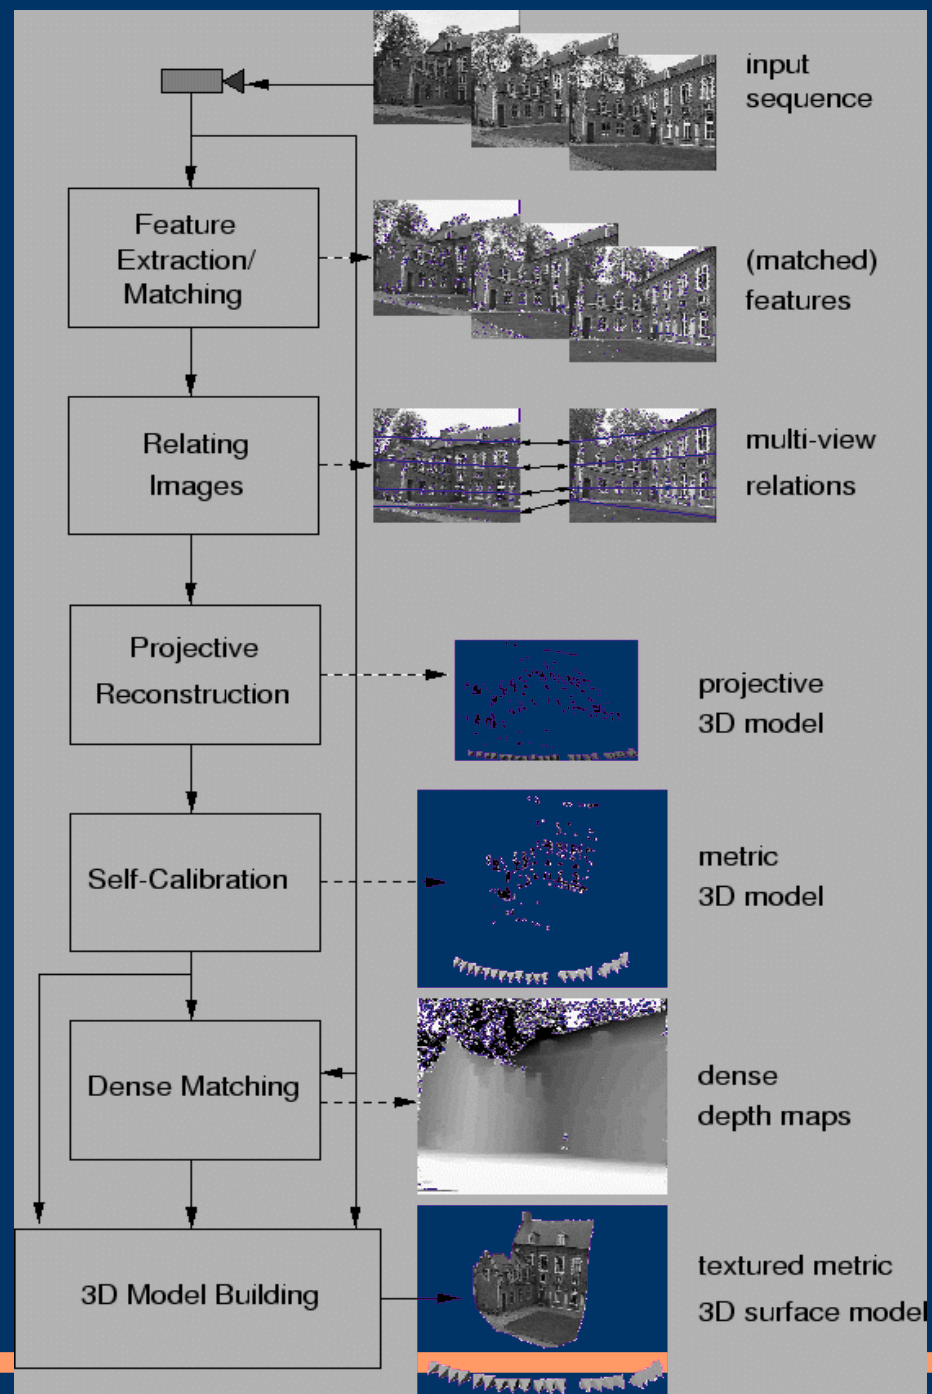 input
sequence
Feature
Extraction/
Matching
(matched)
features
Relating
Images
multi-view
relations
Projective
Reconstruction
projective
3D model
Self-Calibration
metric
3D model
Dense Matching
dense
depth maps
3D Model Building
textured metric
3D surface model